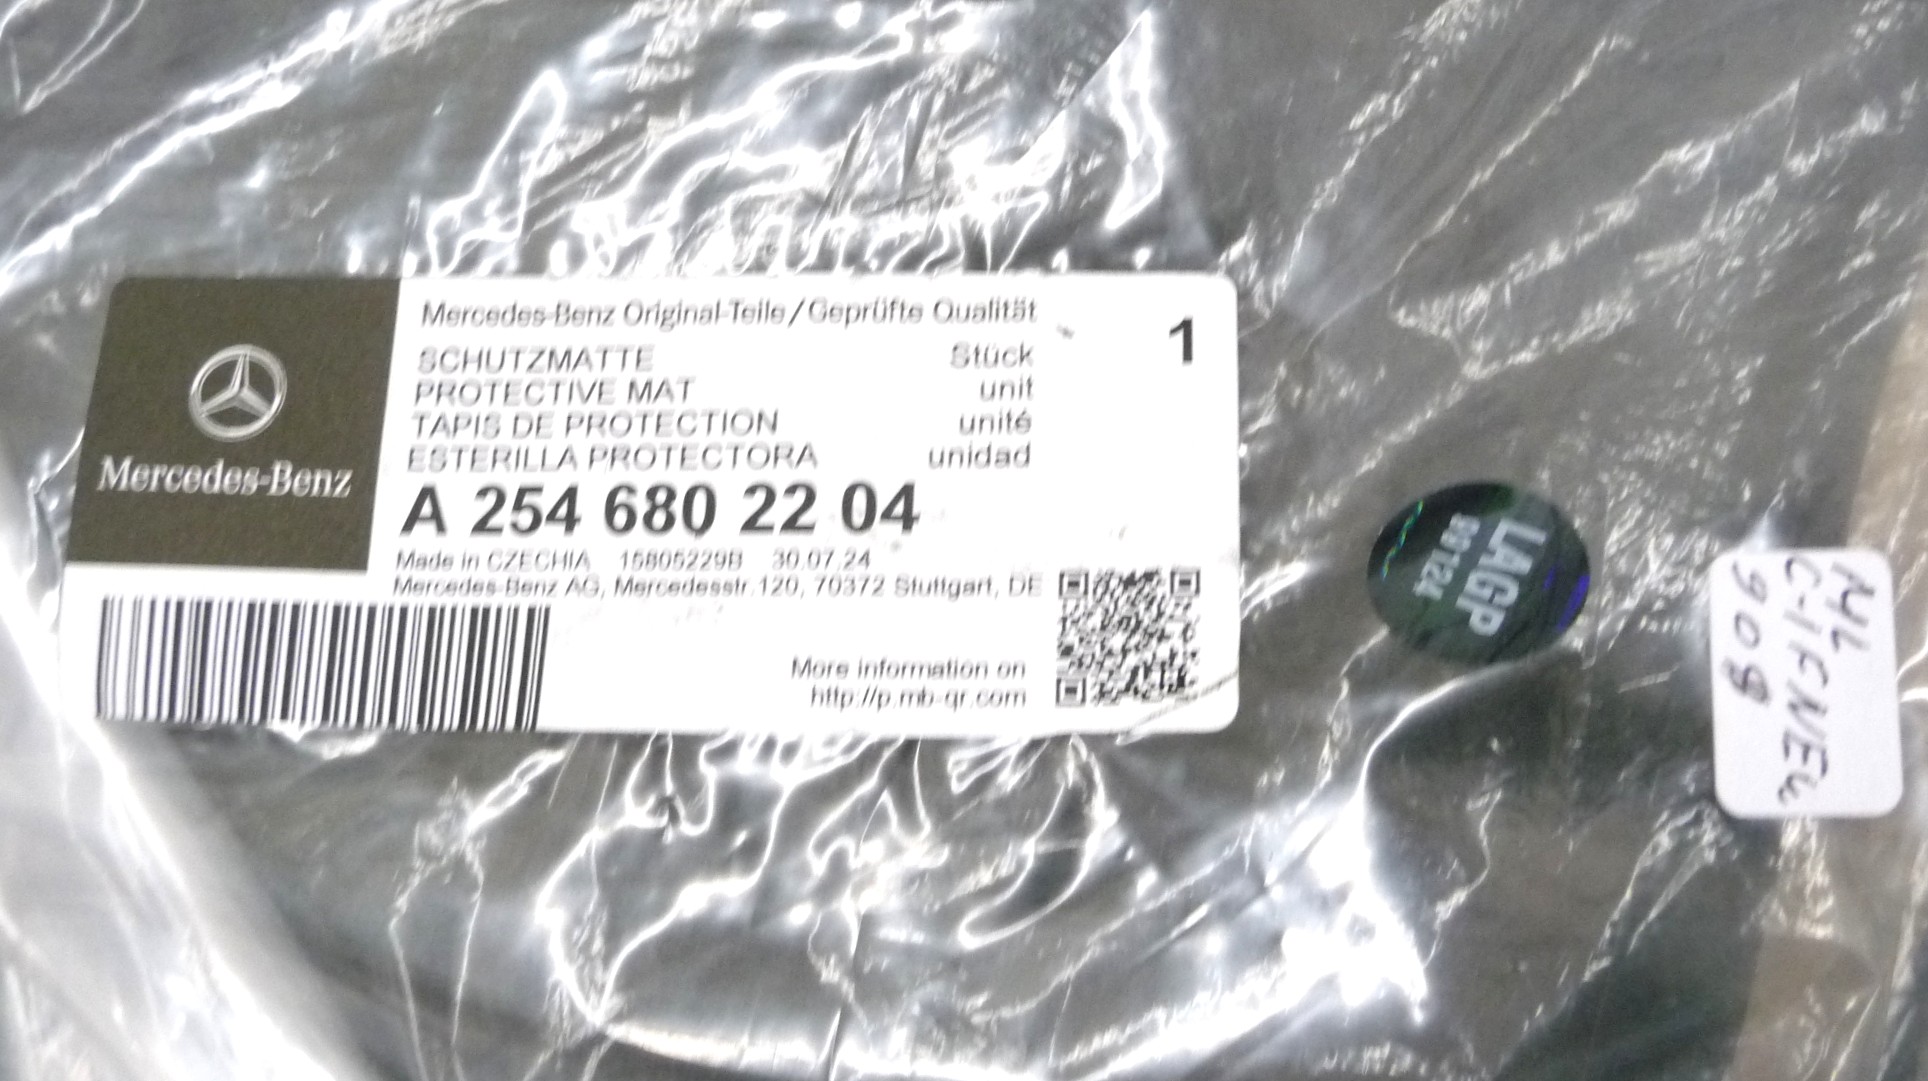 Mercedes-Benz
Mercedes-Benz Original-Teile/Geprüfte Qualität
SCHUTZMATTE Stück 1
PROTECTIVE MAT unit
TAPIS DE PROTECTION unité
ESTERILLA PROTECTORA unidad
A 254 680 22 04
Made in CZECHIA 15805229B 30.07.24
Mercedes-Benz AG, Mercedesstr.120, 70372 Stuttgart, DE
More information on
http://p.mb-qr.com
LAGP